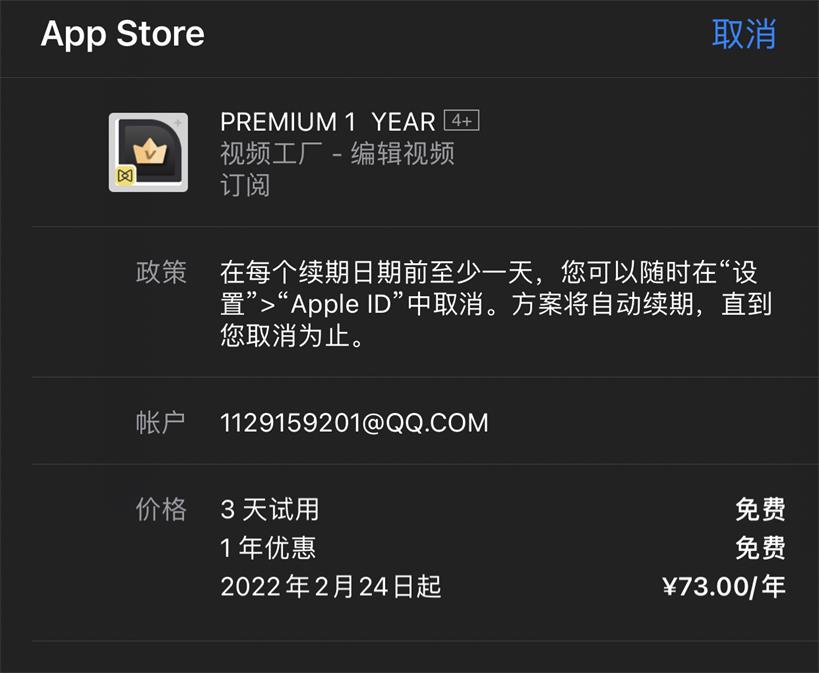 App Store
取消
PREMIUM 1 YEAR 4+
视频工厂 - 编辑视频
订阅
政策
在每个续期日期前至少一天，您可以随时在“设
置”>“Apple ID”中取消。方案将自动续期，直到
您取消为止。
帐户
1129159201@QQ.COM
价格
3 天试用 免费
1 年优惠 免费
2022 年 2 月 24 日起 ¥73.00/ 年